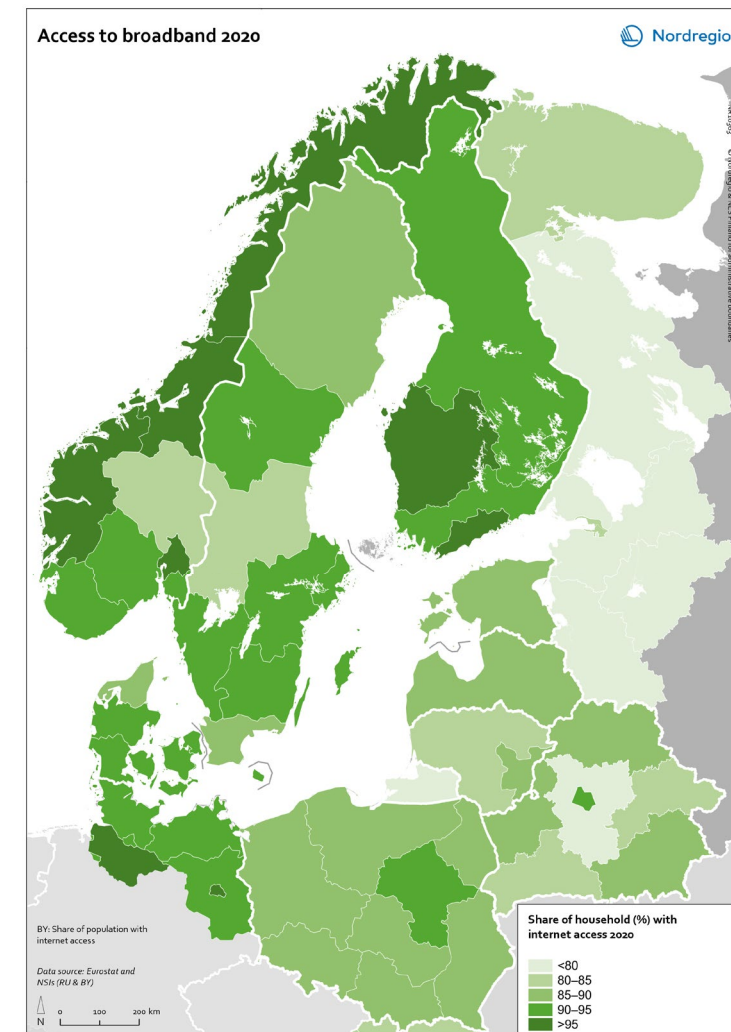 Access to broadband 2020
Nordregio
BY: Share of population with
internet access
Data source: Eurostat and
NSIs (RU & BY)
N
0 100 200 km
Share of household (%) with
internet access 2020
<80
80–85
85–90
90–95
>95